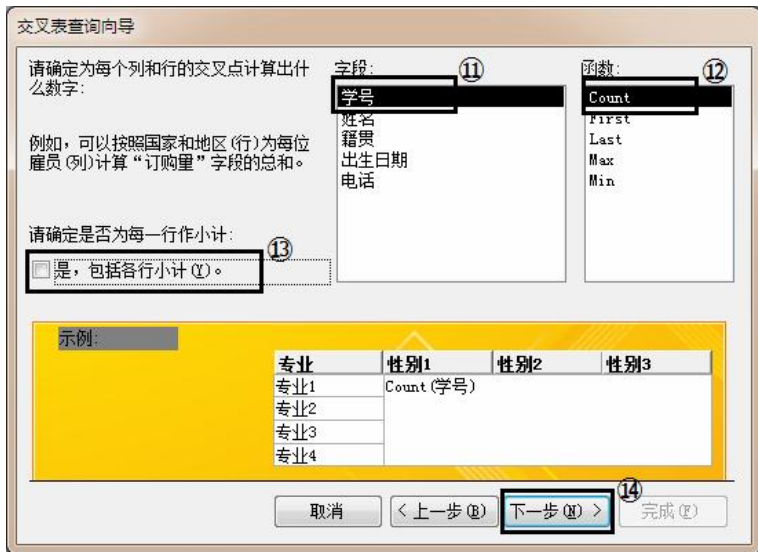 交叉表查询向导
请确定为每个列和行的交叉点计算出什
么数字:
例如，可以按照国家和地区(行)为每位
雇员(列)计算“订购量”字段的总和。
请确定是否为每一行作小计:
⑬
是，包括各行小计(Y)。
字段:
⑪
学号
姓名
籍贯
出生日期
电话
函数:
⑫
Count
First
Last
Max
Min
示例:
专业 性别1 性别2 性别3
专业1 Count(学号)
专业2
专业3
专业4
⑭
取消 < 上一步(B) 下一步(N) > 完成(F)